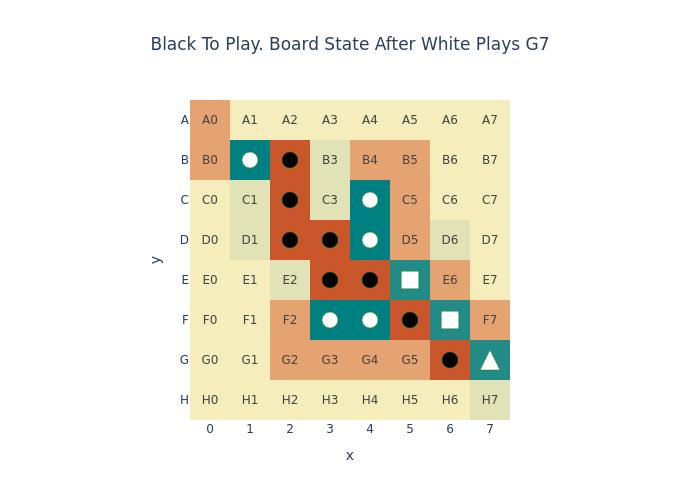 Black To Play. Board State After White Plays G7
A A0 A1 A2 A3 A4 A5 A6 A7
B B0 B3 B4 B5 B6 B7
C C0 C1 C3 C5 C6 C7
D D0 D1 D5 D6 D7
E E0 E1 E2 E6 E7
F F0 F1 F2 F7
G G0 G1 G2 G3 G4 G5
H H0 H1 H2 H3 H4 H5 H6 H7
0 1 2 3 4 5 6 7
x
y